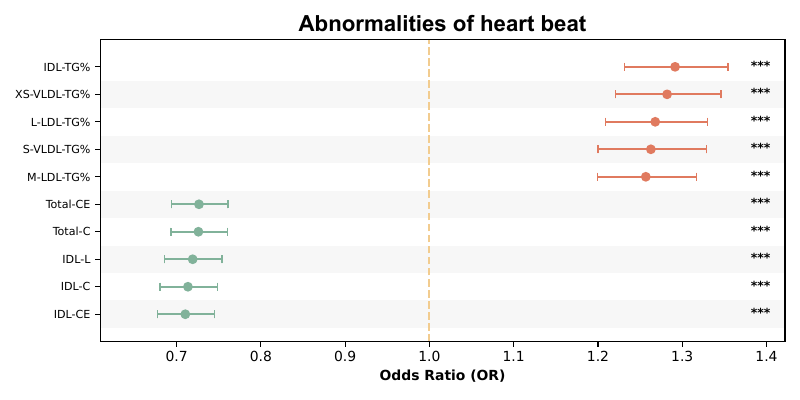 Abnormalities of heart beat
IDL-TG% ***
XS-VLDL-TG% ***
L-LDL-TG% ***
S-VLDL-TG% ***
M-LDL-TG% ***
Total-CE ***
Total-C ***
IDL-L ***
IDL-C ***
IDL-CE ***
0.7 0.8 0.9 1.0 1.1 1.2 1.3 1.4
Odds Ratio (OR)